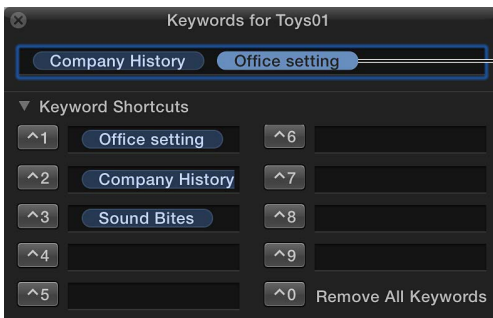 Keywords for Toys01
Company History Office setting
▼ Keyword Shortcuts
^1 Office setting ^6
^2 Company History ^7
^3 Sound Bites ^8
^4 ^9
^5 ^0 Remove All Keywords